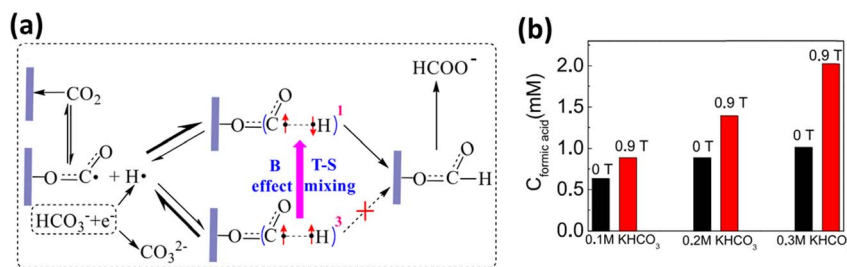 (a)
CO₂
O
O C· + H·
HCO₃⁻+e⁻
CO₃²⁻
O
O (C H)¹
B T-S
effect mixing
O
O (C H)³
HCOO⁻
O
O C H
(b)
C formic acid (mM)
2.0
1.5
1.0
0.5
0.0
0 T
0.9 T
0 T
0.9 T
0 T
0.9 T
0.1M KHCO₃
0.2M KHCO₃
0.3M KHCO